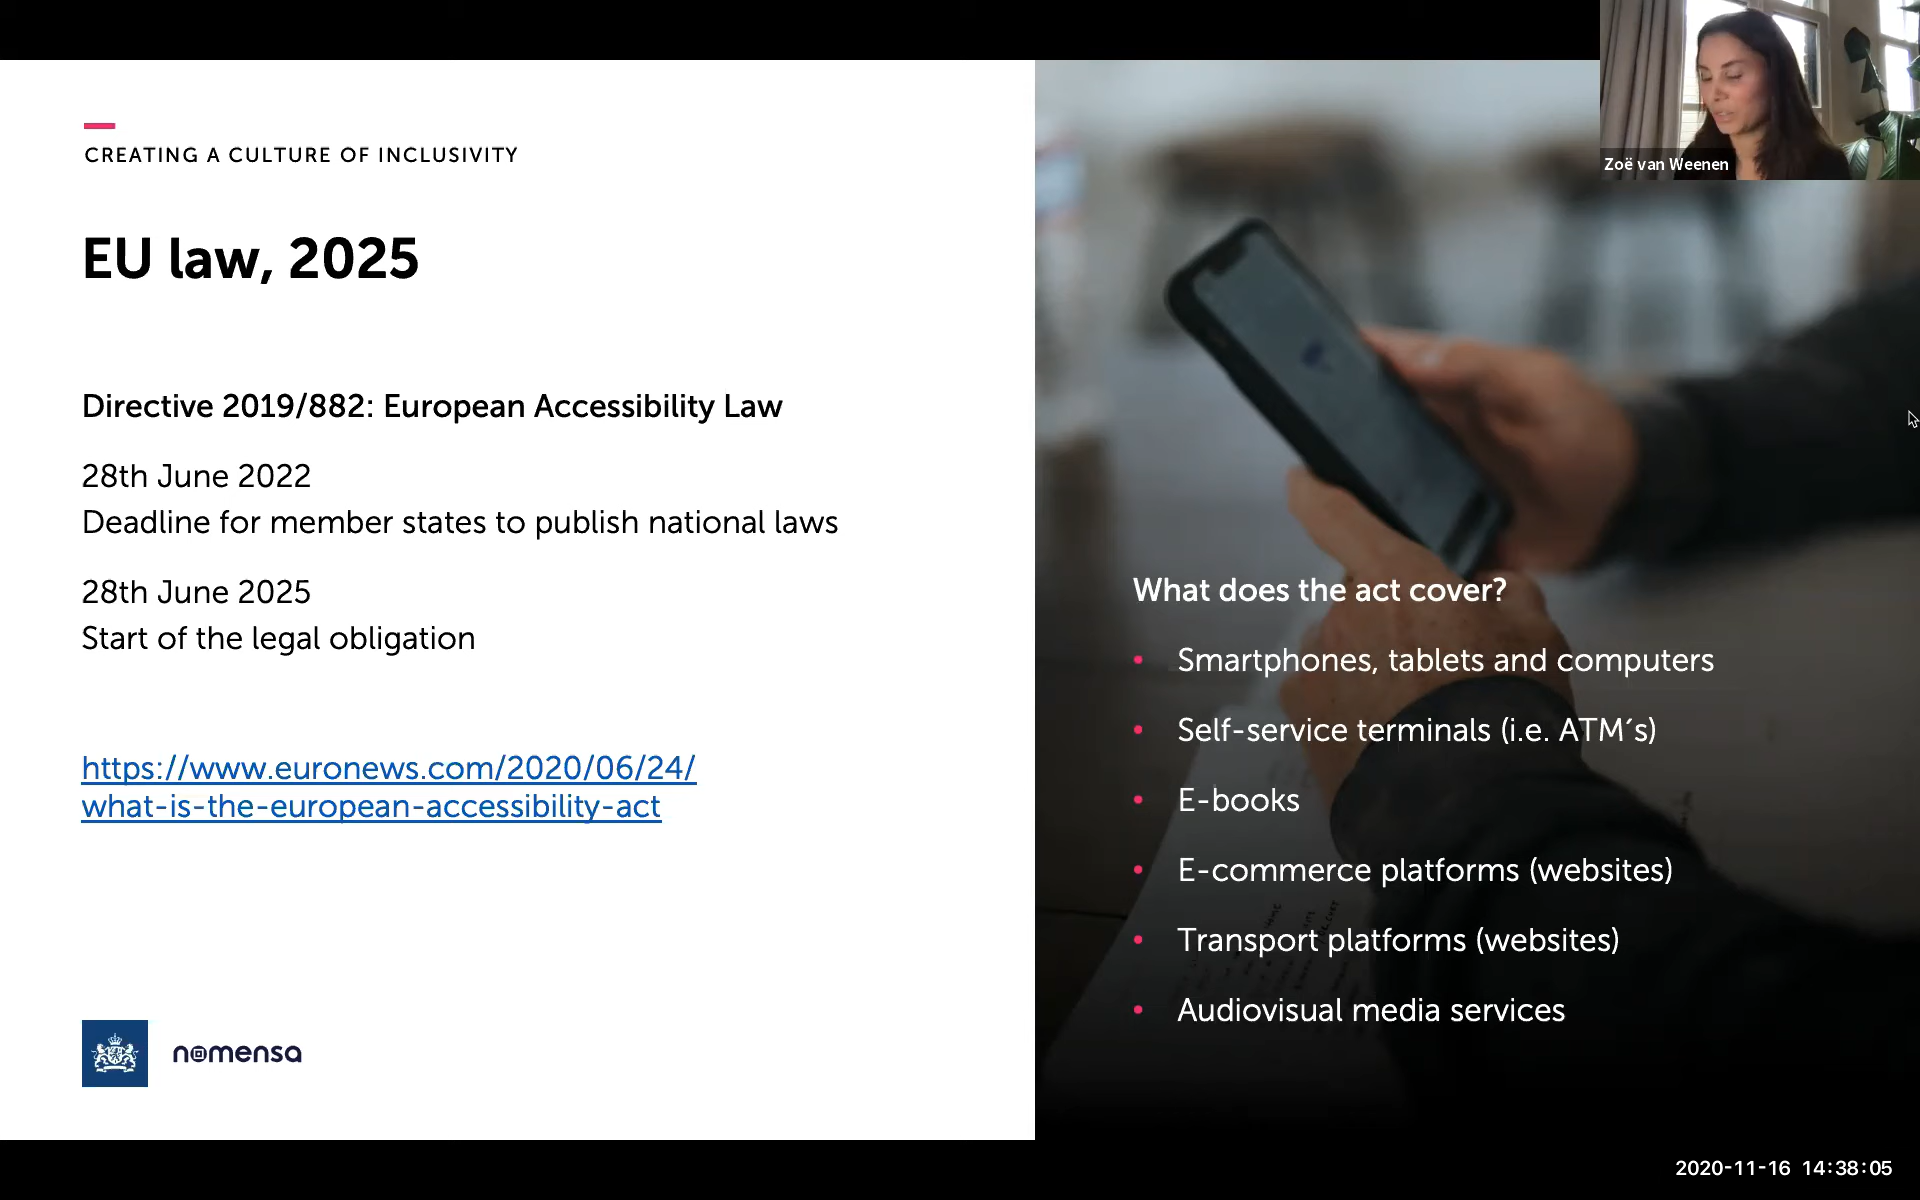 CREATING A CULTURE OF INCLUSIVITY
EU law, 2025
Directive 2019/882: European Accessibility Law
28th June 2022
Deadline for member states to publish national laws
28th June 2025
Start of the legal obligation
https://www.euronews.com/2020/06/24/
what-is-the-european-accessibility-act
nomensa
Zoë van Weenen
What does the act cover?
• Smartphones, tablets and computers
• Self-service terminals (i.e. ATM´s)
• E-books
• E-commerce platforms (websites)
• Transport platforms (websites)
• Audiovisual media services
2020-11-16 14:38:05